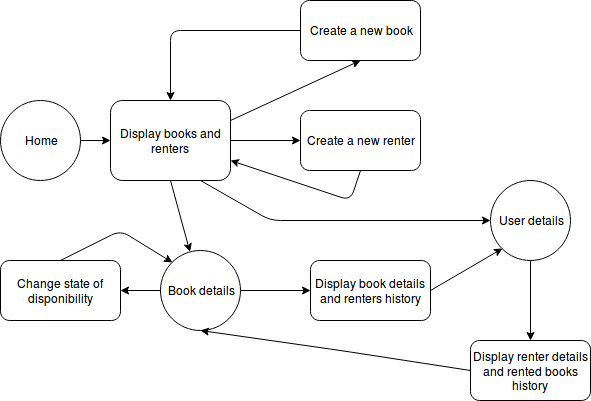 Create a new book
Home
Display books and
renters
Create a new renter
User details
Change state of
disponibility
Book details
Display book details
and renters history
Display renter details
and rented books
history